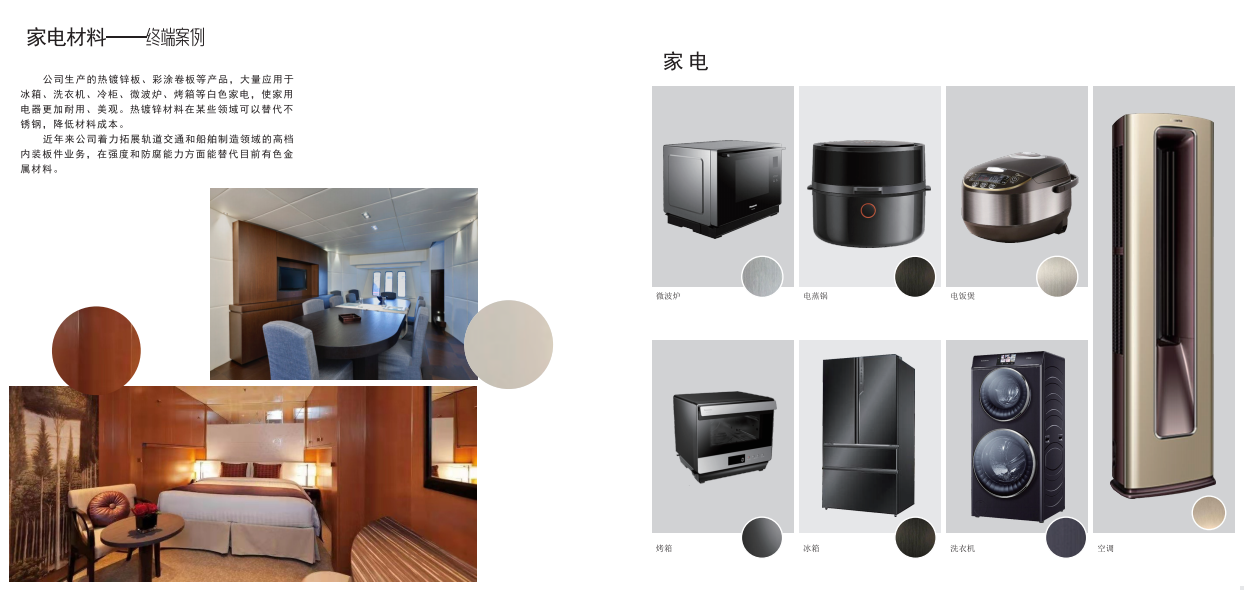 家电材料——终端案例
公司生产的热镀锌板、彩涂卷板等产品，大量应用于
冰箱、洗衣机、冷柜、微波炉、烤箱等白色家电，使家用
电器更加耐用、美观。热镀锌材料在某些领域可以替代不
锈钢，降低材料成本。
近年来公司着力拓展轨道交通和船舶制造领域的高档
内装板件业务，在强度和防腐能力方面能替代目前有色金
属材料。
家电
微波炉
电蒸锅
电饭煲
烤箱
冰箱
洗衣机
空调